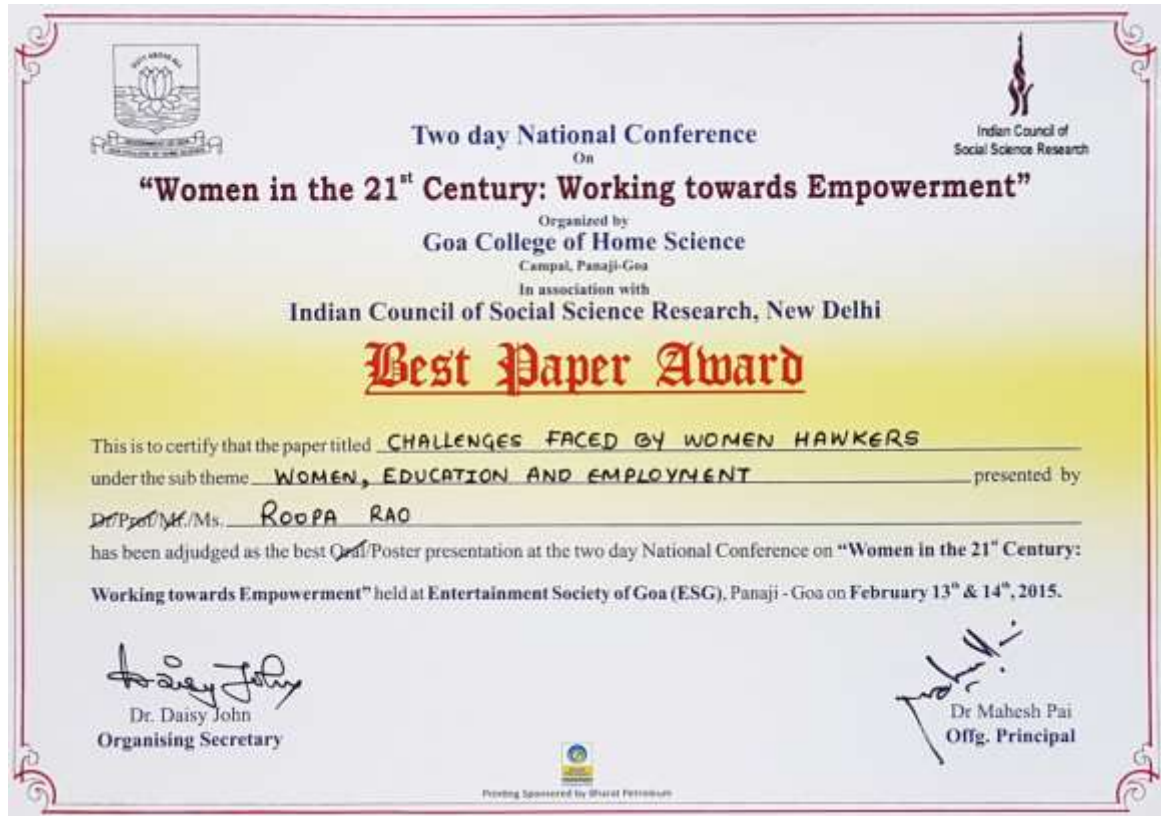 DUTY ABOVE ALL
Indian Council of
Social Science Research
Two day National Conference
On
“Women in the 21st Century: Working towards Empowerment”
Organized by
Goa College of Home Science
Campal, Panaji-Goa
In association with
Indian Council of Social Science Research, New Delhi
Best Paper Award
This is to certify that the paper titled CHALLENGES FACED BY WOMEN HAWKERS
under the sub theme WOMEN, EDUCATION AND EMPLOYMENT presented by
Dr/Prof/Mr./Ms. ROOPA RAO
has been adjudged as the best Oral/Poster presentation at the two day National Conference on “Women in the 21st Century:
Working towards Empowerment” held at Entertainment Society of Goa (ESG), Panaji - Goa on February 13th & 14th, 2015.
Daisy John
Dr. Daisy John
Organising Secretary
Dr Mahesh Pai
Offg. Principal
Printing Sponsored by Bharat Petroleum